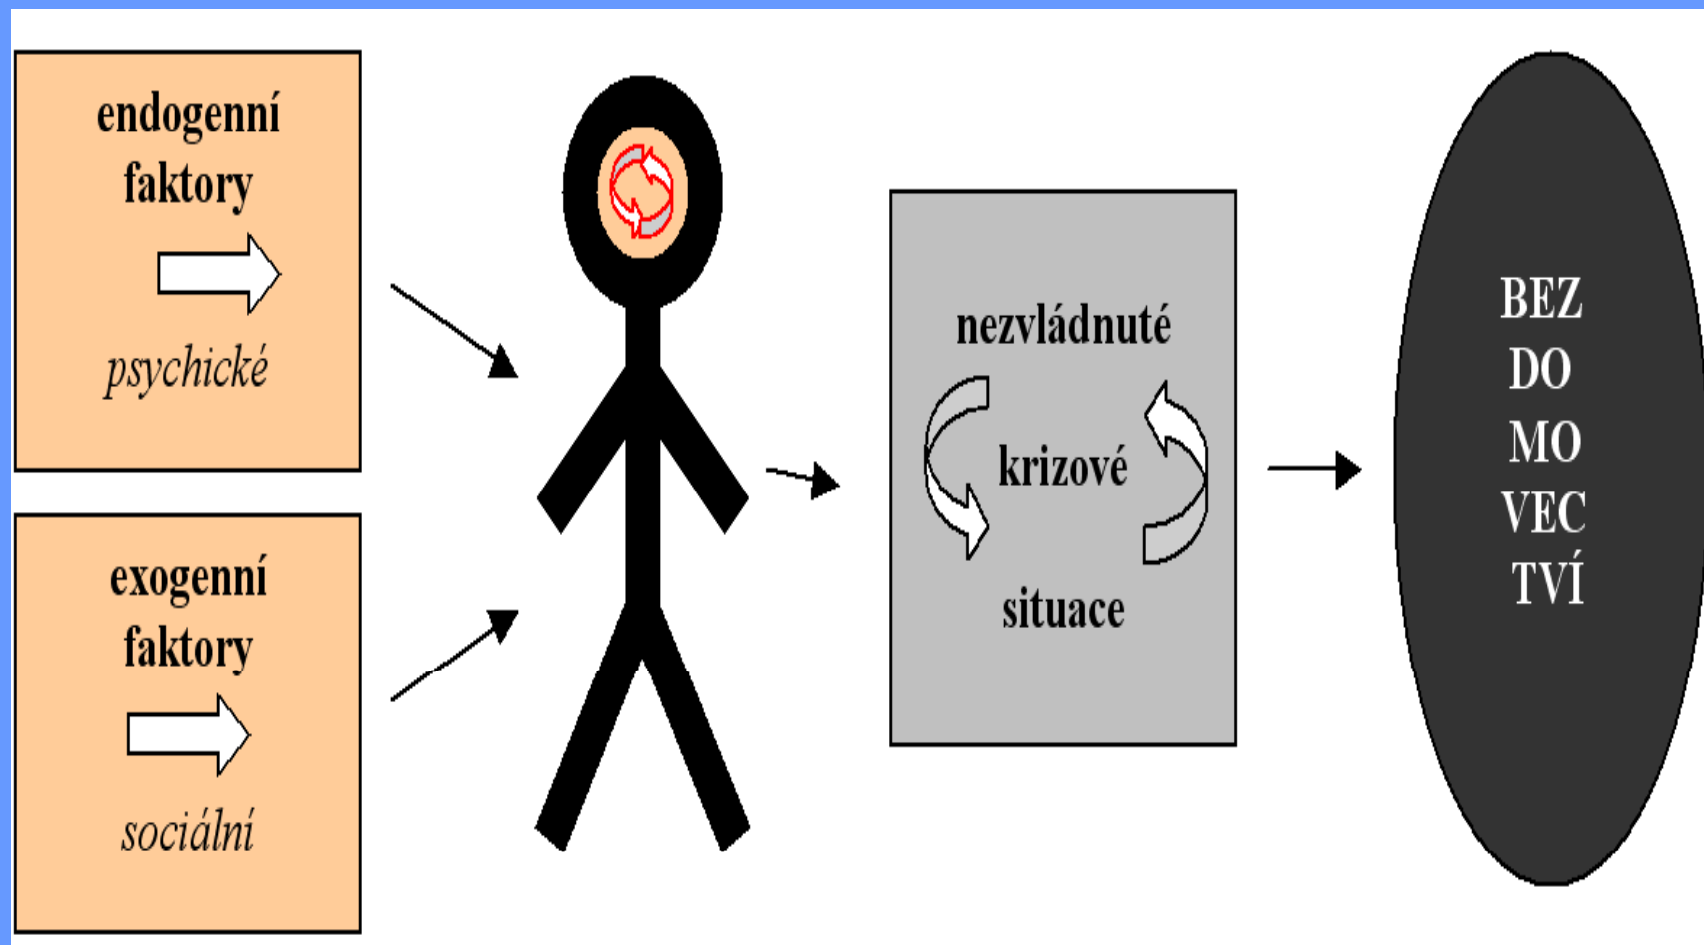 endogenní
faktory
psychické
exogenní
faktory
sociální
nezvládnuté
krizové
situace
BEZ
DO
MO
VEC
TVÍ